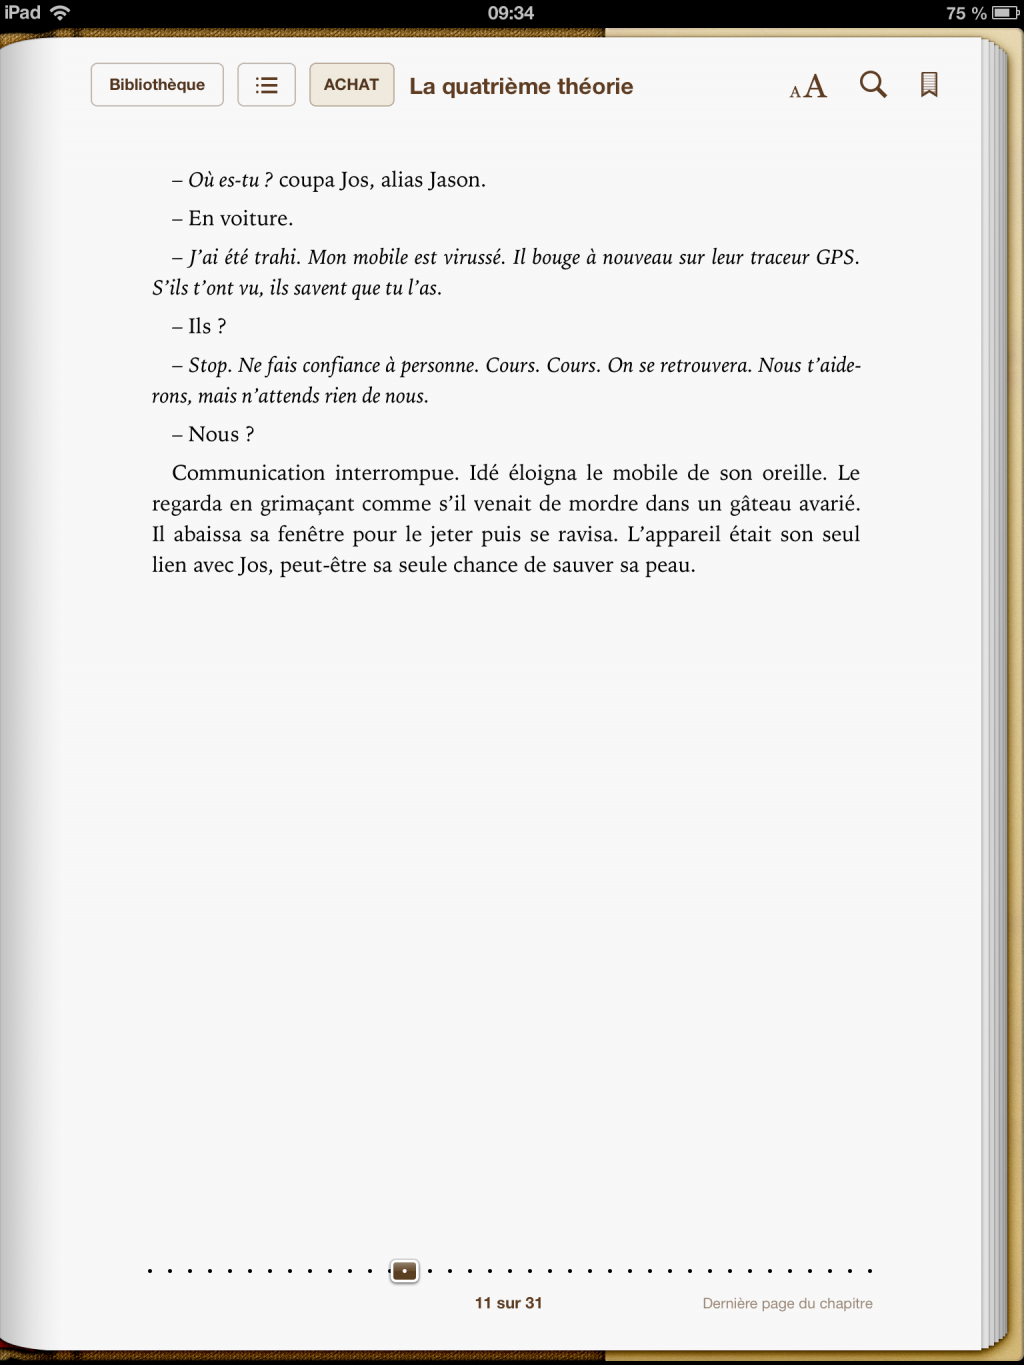 iPad 09:34 75 %
Bibliothèque ACHAT La quatrième théorie AA
– Où es-tu ? coupa Jos, alias Jason.
– En voiture.
– J’ai été trahi. Mon mobile est virussé. Il bouge à nouveau sur leur traceur GPS.
S’ils t’ont vu, ils savent que tu l’as.
– Ils ?
– Stop. Ne fais confiance à personne. Cours. Cours. On se retrouvera. Nous t’aide-
rons, mais n’attends rien de nous.
– Nous ?
Communication interrompue. Idé éloigna le mobile de son oreille. Le
regarda en grimaçant comme s’il venait de mordre dans un gâteau avarié.
Il abaissa sa fenêtre pour le jeter puis se ravisa. L’appareil était son seul
lien avec Jos, peut-être sa seule chance de sauver sa peau.
11 sur 31 Dernière page du chapitre